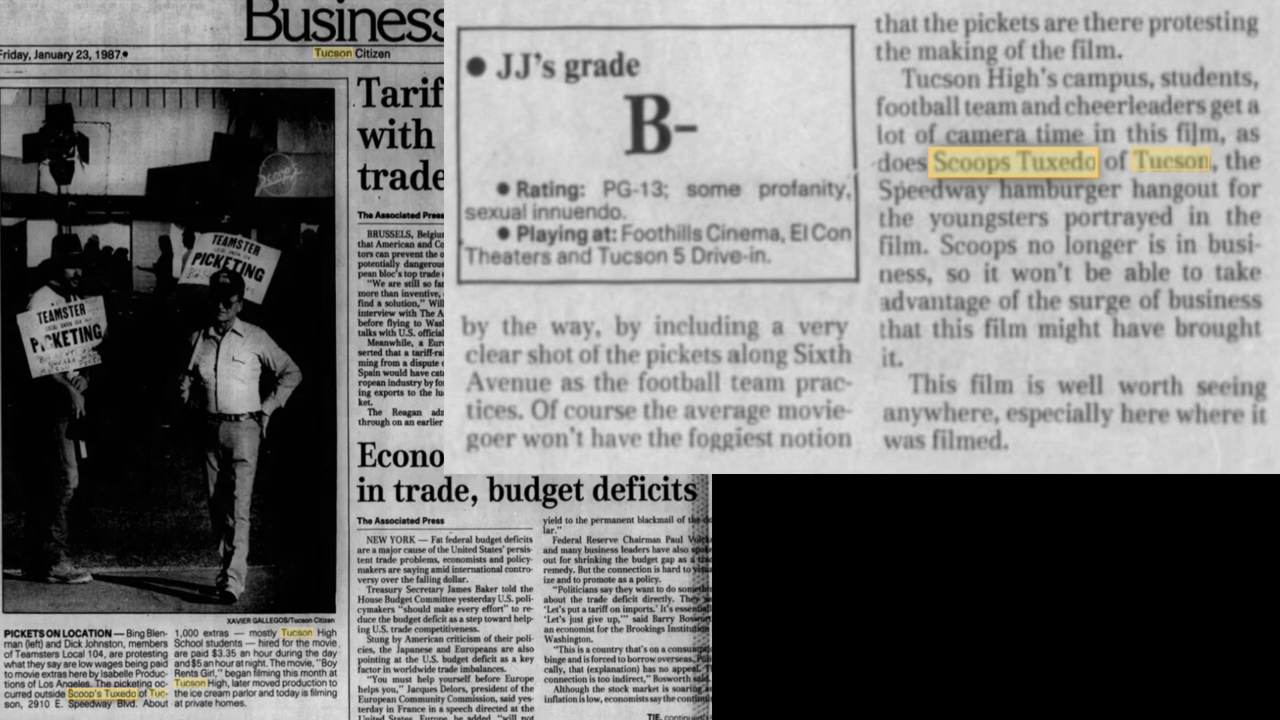 Business
Friday, January 23, 1987.●
Tucson Citizen
Scoops
TEAMSTER
PICKETING
TEAMSTER
PICKETING
XAVIER GALLEGOS/Tucson Citizen
PICKETS ON LOCATION — Bing Blen-
man (left) and Dick Johnston, members
of Teamsters Local 104, are protesting
what they say are low wages being paid
to movie extras here by Isabelle Produc-
tions of Los Angeles. The picketing oc-
curred outside Scoop's Tuxedo of Tuc-
son, 2910 E. Speedway Blvd. About
1,000 extras — mostly Tucson High
School students — hired for the movie
are paid $3.35 an hour during the day
and $5 an hour at night. The movie, "Boy
Rents Girl," began filming this month at
Tucson High, later moved production to
the ice cream parlor and today is filming
at private homes.
Tarif
with
trade
The Associated Press
BRUSSELS, Belgiu
that American and Co
tors can prevent the o
potentially dangerou
pean bloc's top trade
"We are still so far
more than inventive,
find a solution," Will
interview with The A
before flying to Wash
talks with U.S. official
Meanwhile, a Eur
serted that a tariff-rai
ming from a dispute
Spain would have cat
ropean industry by fo
ing exports to the lu
ket.
The Reagan adr
through on an earlier
Econo
in trade, budget deficits
The Associated Press
NEW YORK — Fat federal budget deficits
are a major cause of the United States' persis-
tent trade problems, economists and policy-
makers are saying amid international contro-
versy over the falling dollar.
Treasury Secretary James Baker told the
House Budget Committee yesterday U.S. poli-
cymakers "should make every effort" to re-
duce the budget deficit as a step toward help-
ing U.S. trade competitiveness.
Stung by American criticism of their poli-
cies, the Japanese and Europeans are also
pointing at the U.S. budget deficit as a key
factor in worldwide trade imbalances.
"You must help yourself before Europe
helps you," Jacques Delors, president of the
European Community Commission, said yes-
terday in France in a speech directed at the
United States. Europe, he added, "will not
yield to the permanent blackmail of the do
lar."
Federal Reserve Chairman Paul Volck
and many business leaders have also spok
out for shrinking the budget gap as a
remedy. But the connection is hard to visu
ize and to promote as a policy.
"Politicians say they want to do someth
about the trade deficit directly. They
'Let's put a tariff on imports.' It's essential
'Let's just give up,'" said Barry Boswor
an economist for the Brookings Institution
Washington.
"This is a country that's on a consump
binge and is forced to borrow overseas.
cally, that (explanation) has no appeal.
connection is too indirect," Bosworth said.
Although the stock market is soaring a
inflation is low, economists say the contin
TIE, continued
● JJ's grade
B-
● Rating: PG-13; some profanity,
sexual innuendo.
● Playing at: Foothills Cinema, El Con
Theaters and Tucson 5 Drive-in.
by the way, by including a very
clear shot of the pickets along Sixth
Avenue as the football team prac-
tices. Of course the average movie-
goer won't have the foggiest notion
that the pickets are there protesting
the making of the film.
Tucson High's campus, students,
football team and cheerleaders get a
lot of camera time in this film, as
does Scoops Tuxedo of Tucson, the
Speedway hamburger hangout for
the youngsters portrayed in the
film. Scoops no longer is in busi-
ness, so it won't be able to take
advantage of the surge of business
that this film might have brought
it.
This film is well worth seeing
anywhere, especially here where it
was filmed.